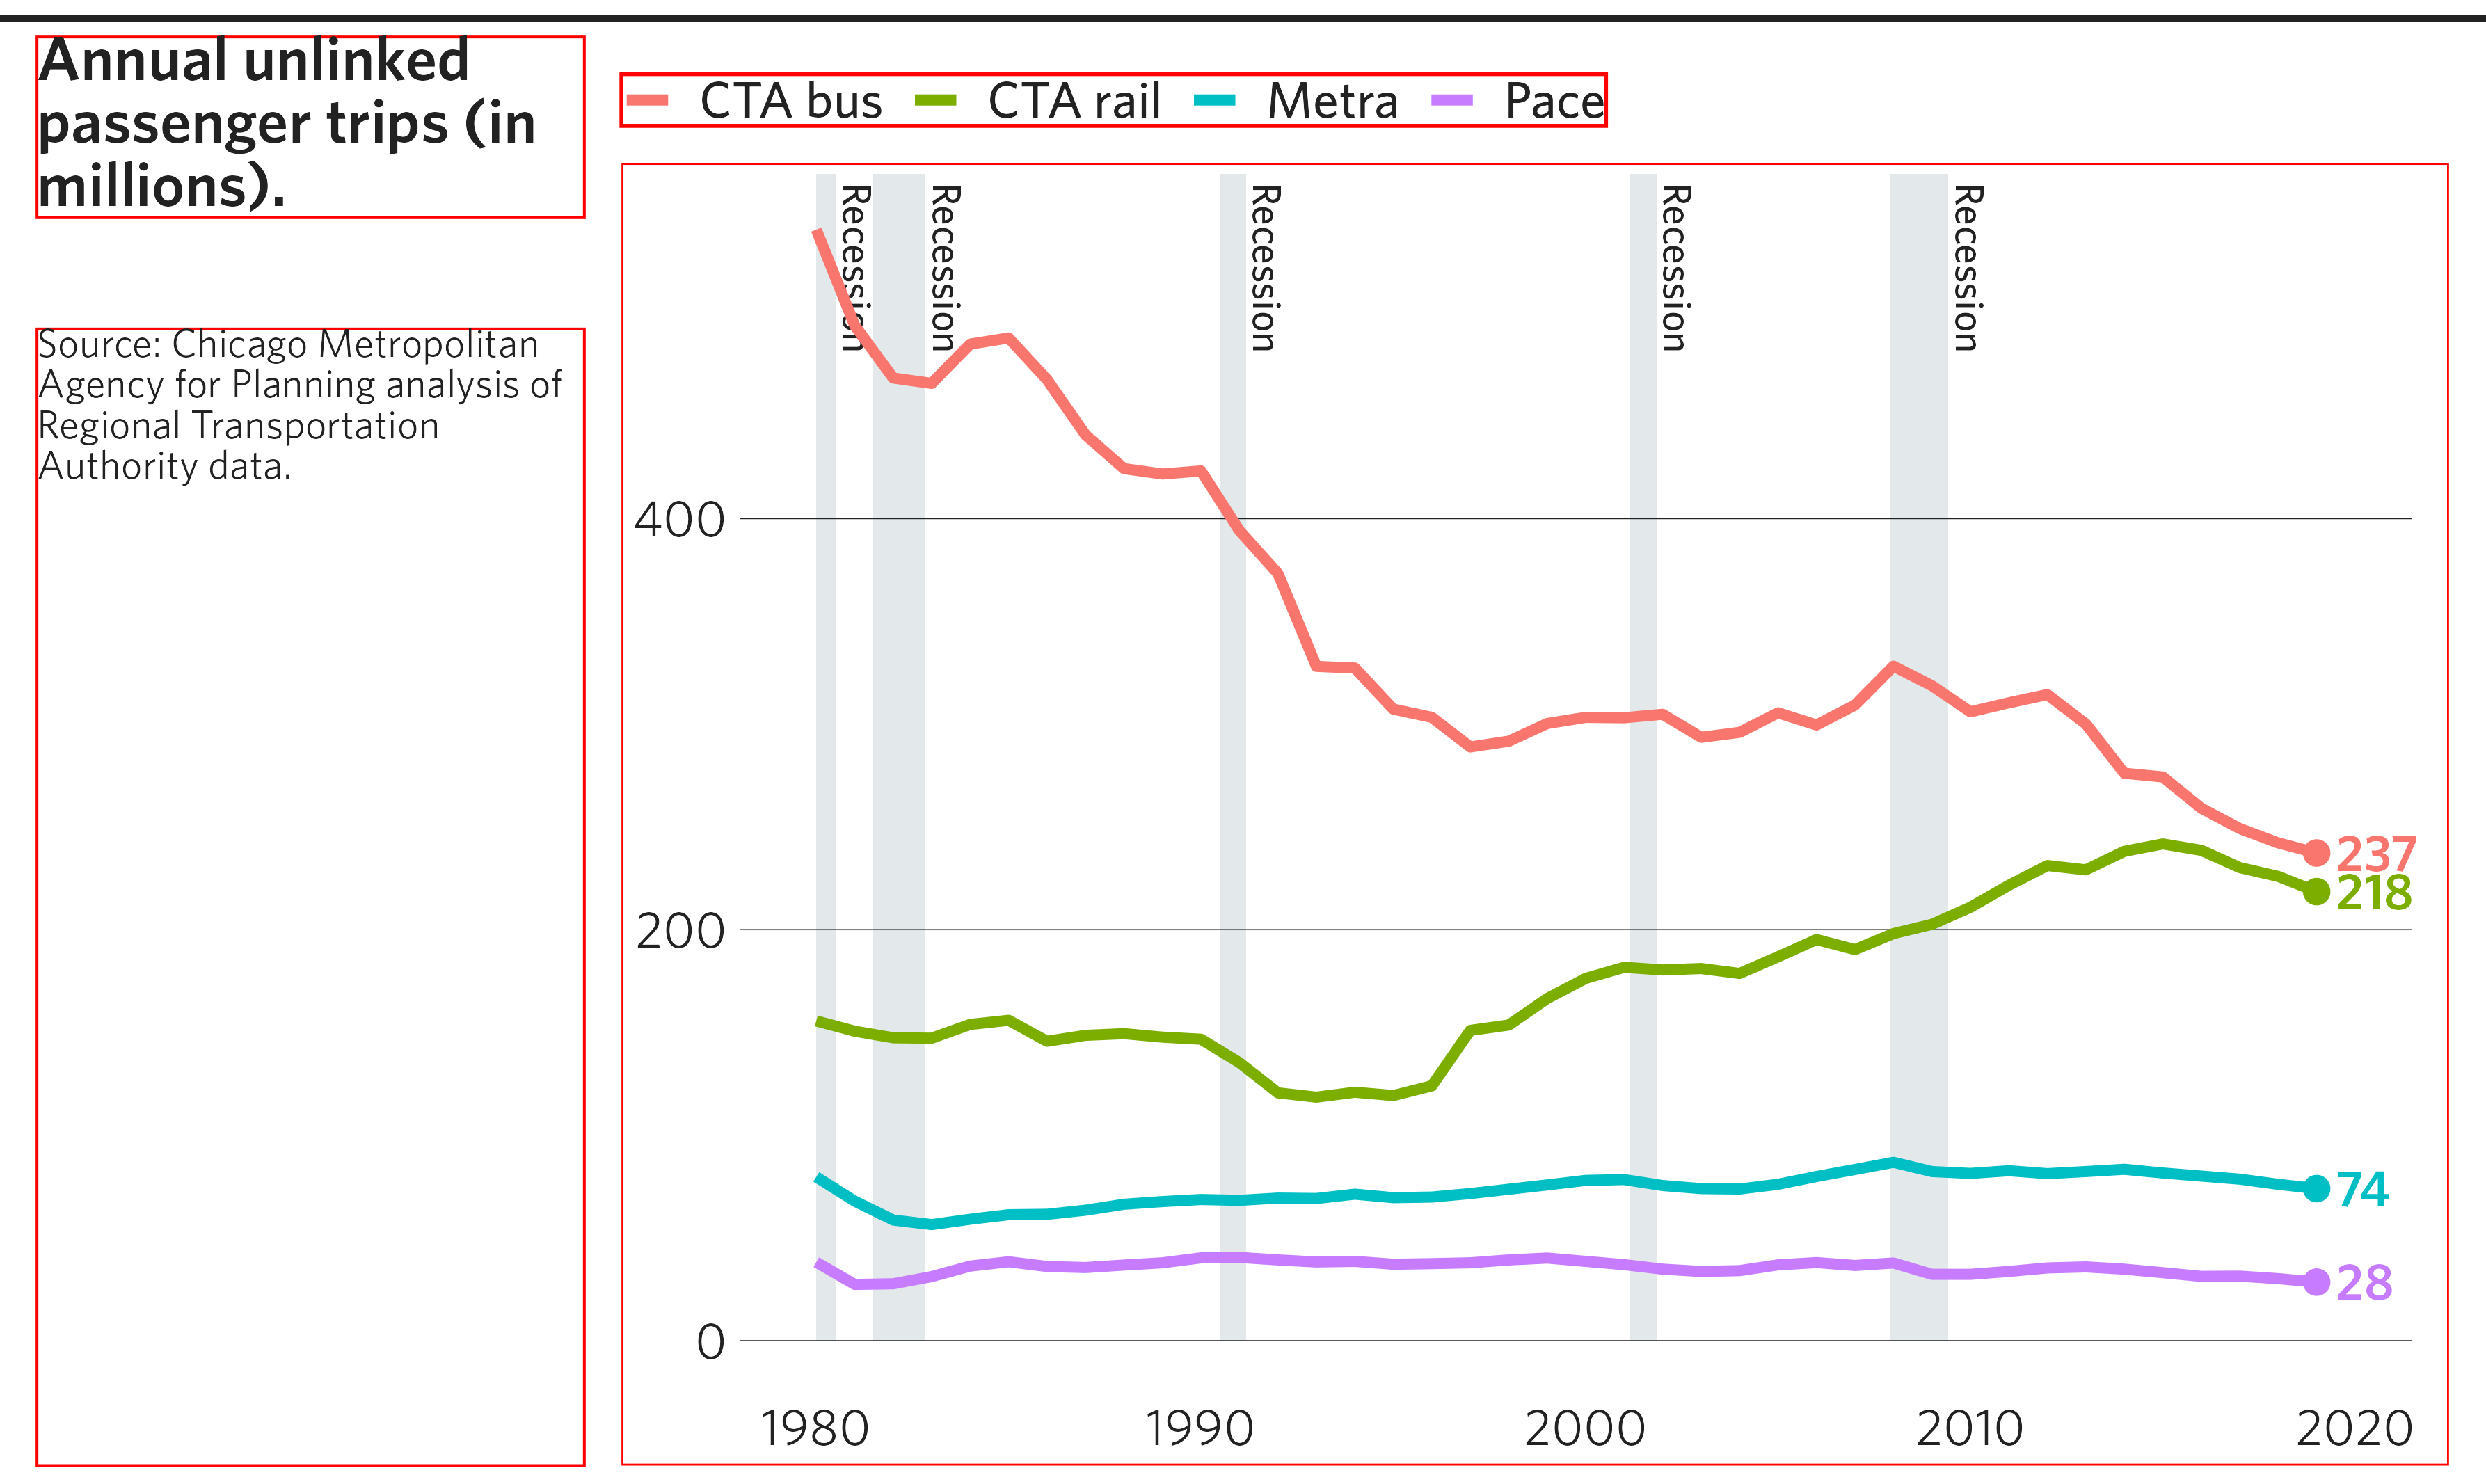 Annual unlinked
passenger trips (in
millions).
Source: Chicago Metropolitan
Agency for Planning analysis of
Regional Transportation
Authority data.
CTA bus CTA rail Metra Pace
Recession
Recession
Recession
Recession
Recession
400
200
0
237
218
74
28
1980 1990 2000 2010 2020